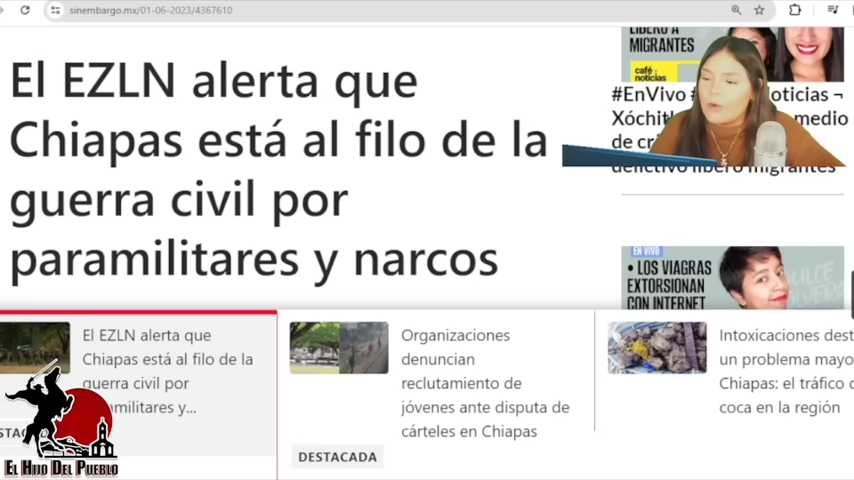 sinembargo.mx/01-06-2023/4367610
El EZLN alerta que
Chiapas está al filo de la
guerra civil por
paramilitares y narcos
LIBERÓ A
MIGRANTES
café
noticias
#EnVivo
oticias ¬
Xóchitl
medio
de
delictivo liberó migrantes
EN VIVO
• LOS VIAGRAS
EXTORSIONAN
CON INTERNET
El EZLN alerta que
Chiapas está al filo de la
guerra civil por
amilitares y...
Organizaciones
denuncian
reclutamiento de
jóvenes ante disputa de
cárteles en Chiapas
DESTACADA
Intoxicaciones dest
un problema mayo
Chiapas: el tráfico
coca en la región
EL HIJO DEL PUEBLO